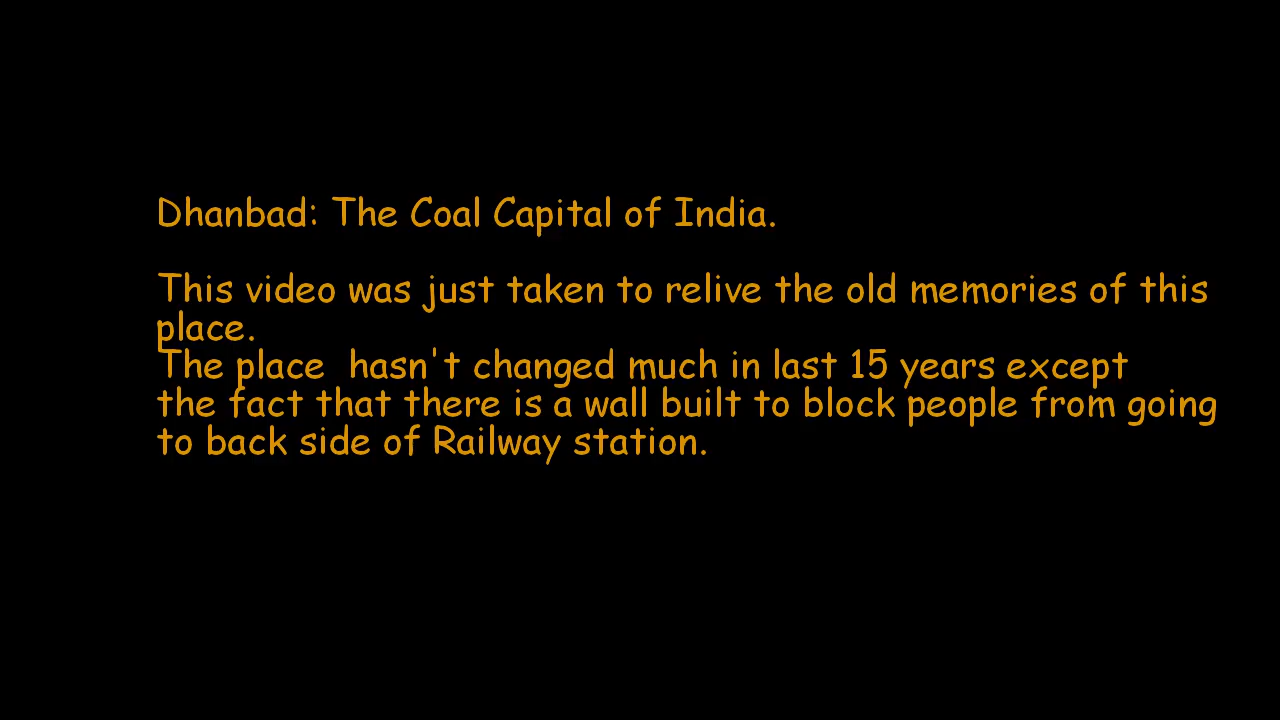 Dhanbad: The Coal Capital of India.
This video was just taken to relive the old memories of this
place.
The place  hasn't changed much in last 15 years except
the fact that there is a wall built to block people from going
to back side of Railway station.